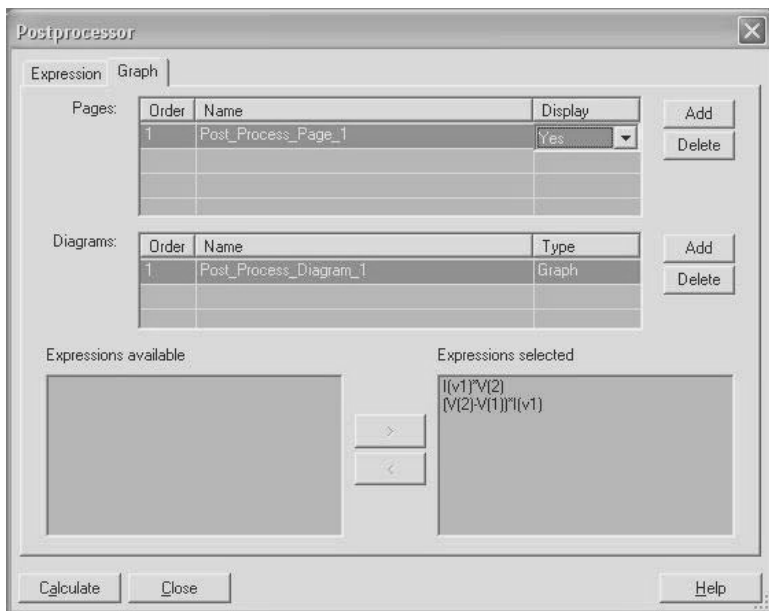 Postprocessor
Expression Graph
Pages:
Order Name Display
1 Post_Process_Page_1 Yes
Add
Delete
Diagrams:
Order Name Type
1 Post_Process_Diagram_1 Graph
Add
Delete
Expressions available
Expressions selected
I(v1)*V(2)
(V(2)-V(1))*I(v1)
>
<
Calculate Close Help